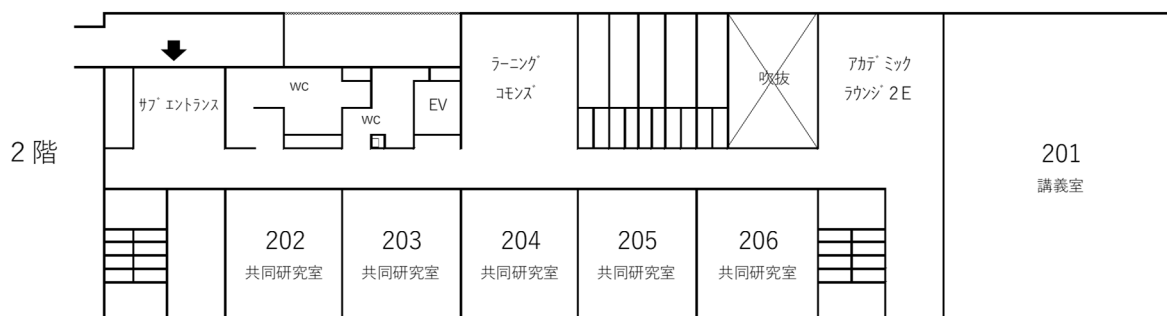 ﾗｰﾆﾝｸﾞ
ｺﾓﾝｽﾞ
吹抜
ｱｶﾃﾞﾐｯｸ
ﾗｳﾝｼﾞ２Ｅ
wc
ｻﾌﾞｴﾝﾄﾗﾝｽ
EV
wc
２階
201
講義室
202
共同研究室
203
共同研究室
204
共同研究室
205
共同研究室
206
共同研究室